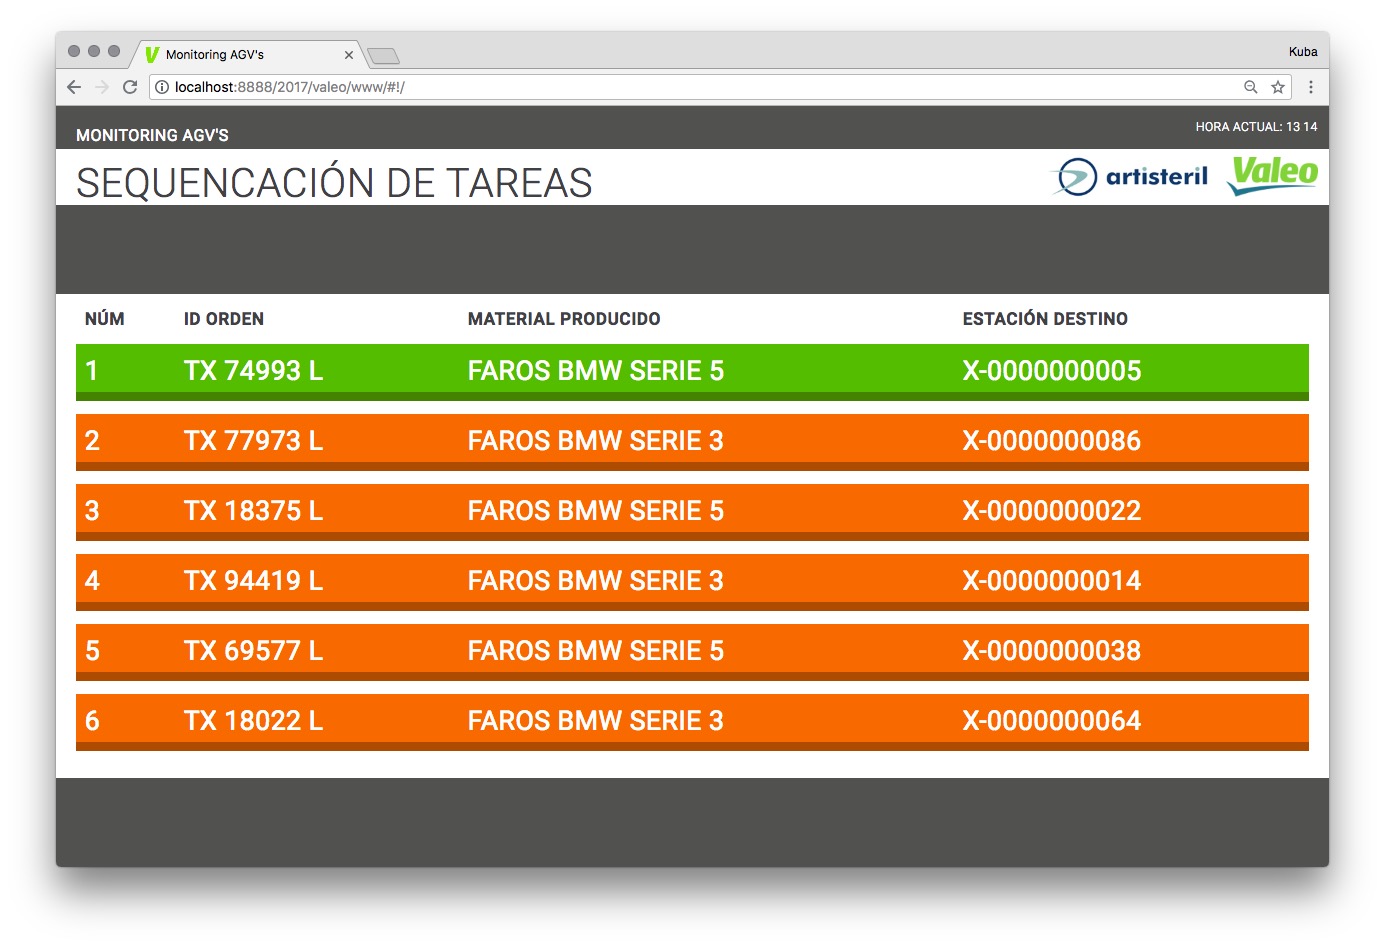 Monitoring AGV's
Kuba
localhost:8888/2017/valeo/www/#!/
MONITORING AGV'S
HORA ACTUAL: 13 14
SEQUENCACIÓN DE TAREAS
artisteril
Valeo
NÚM ID ORDEN MATERIAL PRODUCIDO ESTACIÓN DESTINO
1 TX 74993 L FAROS BMW SERIE 5 X-0000000005
2 TX 77973 L FAROS BMW SERIE 3 X-0000000086
3 TX 18375 L FAROS BMW SERIE 5 X-0000000022
4 TX 94419 L FAROS BMW SERIE 3 X-0000000014
5 TX 69577 L FAROS BMW SERIE 5 X-0000000038
6 TX 18022 L FAROS BMW SERIE 3 X-0000000064